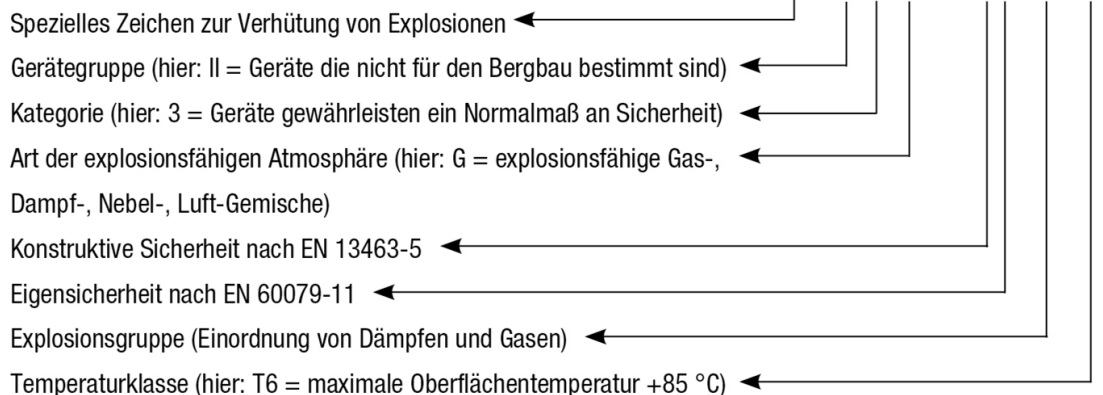 Spezielles Zeichen zur Verhütung von Explosionen
Gerätegruppe (hier: II = Geräte die nicht für den Bergbau bestimmt sind)
Kategorie (hier: 3 = Geräte gewährleisten ein Normalmaß an Sicherheit)
Art der explosionsfähigen Atmosphäre (hier: G = explosionsfähige Gas-,
Dampf-, Nebel-, Luft-Gemische)
Konstruktive Sicherheit nach EN 13463-5
Eigensicherheit nach EN 60079-11
Explosionsgruppe (Einordnung von Dämpfen und Gasen)
Temperaturklasse (hier: T6 = maximale Oberflächentemperatur +85 °C)